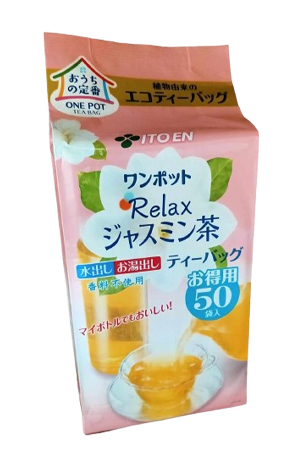 おうち
の定番
ONE POT
TEA BAG
植物由来の
エコティーバッグ
ITOEN
ワンポット
Relax
ジャスミン茶
水出し お湯出し ティーバッグ
香料不使用
お得用
50
袋入
マイボトルでもおいしい!